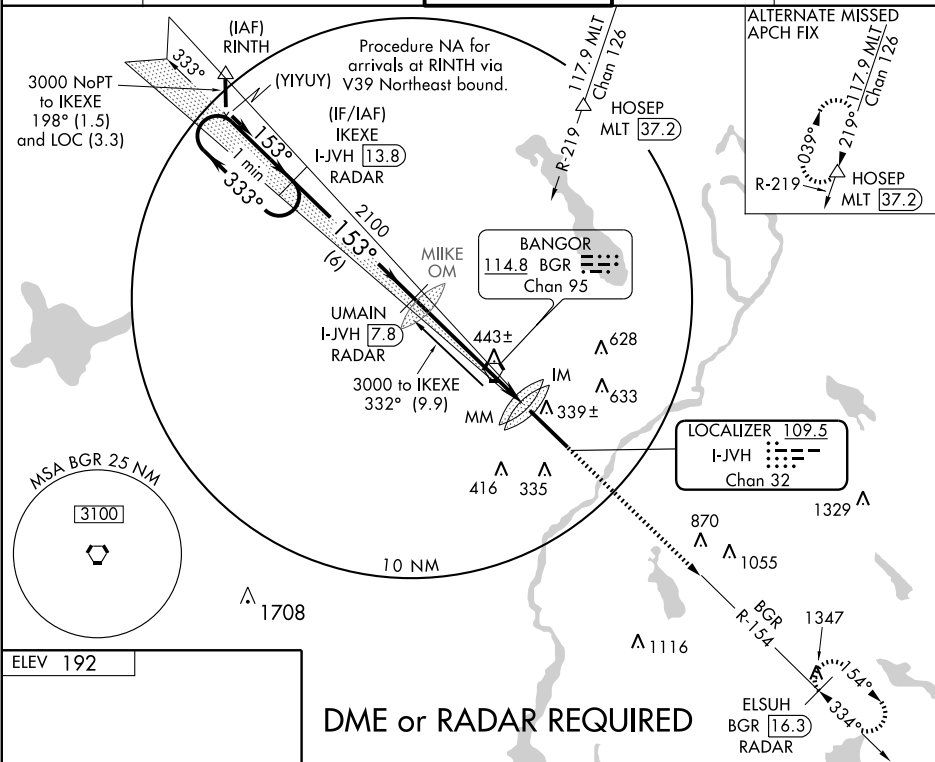 (IAF)
RINTH
333°
3000 NoPT
to IKEXE
198° (1.5)
and LOC (3.3)
(YIYUY)
Procedure NA for
arrivals at RINTH via
V39 Northeast bound.
(IF/IAF)
IKEXE
I-JVH 13.8
RADAR
153°
1 min
333°
117.9 MLT
Chan 126
HOSEP
MLT 37.2
R-219
ALTERNATE MISSED
APCH FIX
117.9 MLT
Chan 126
039°
219°
R-219
HOSEP
MLT 37.2
2100
153°
(6)
MIIKE
OM
BANGOR
114.8 BGR
Chan 95
UMAIN
I-JVH 7.8
RADAR
443±
628
3000 to IKEXE
332° (9.9)
IM
633
MM
339±
LOCALIZER 109.5
I-JVH
Chan 32
416
335
1329
MSA BGR 25 NM
3100
870
1055
10 NM
1708
BGR
R-154
1347
1116
154°
334°
ELEV 192
ELSUH
BGR 16.3
RADAR
DME or RADAR REQUIRED